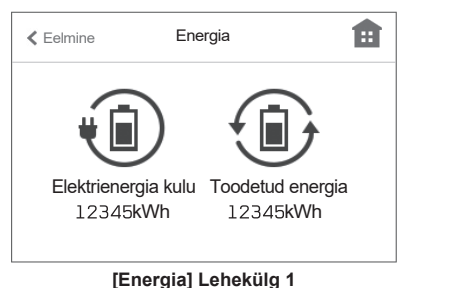 Eelmine Energia
Elektrienergia kulu Toodetud energia
12345kWh 12345kWh
[Energia] Lehekülg 1